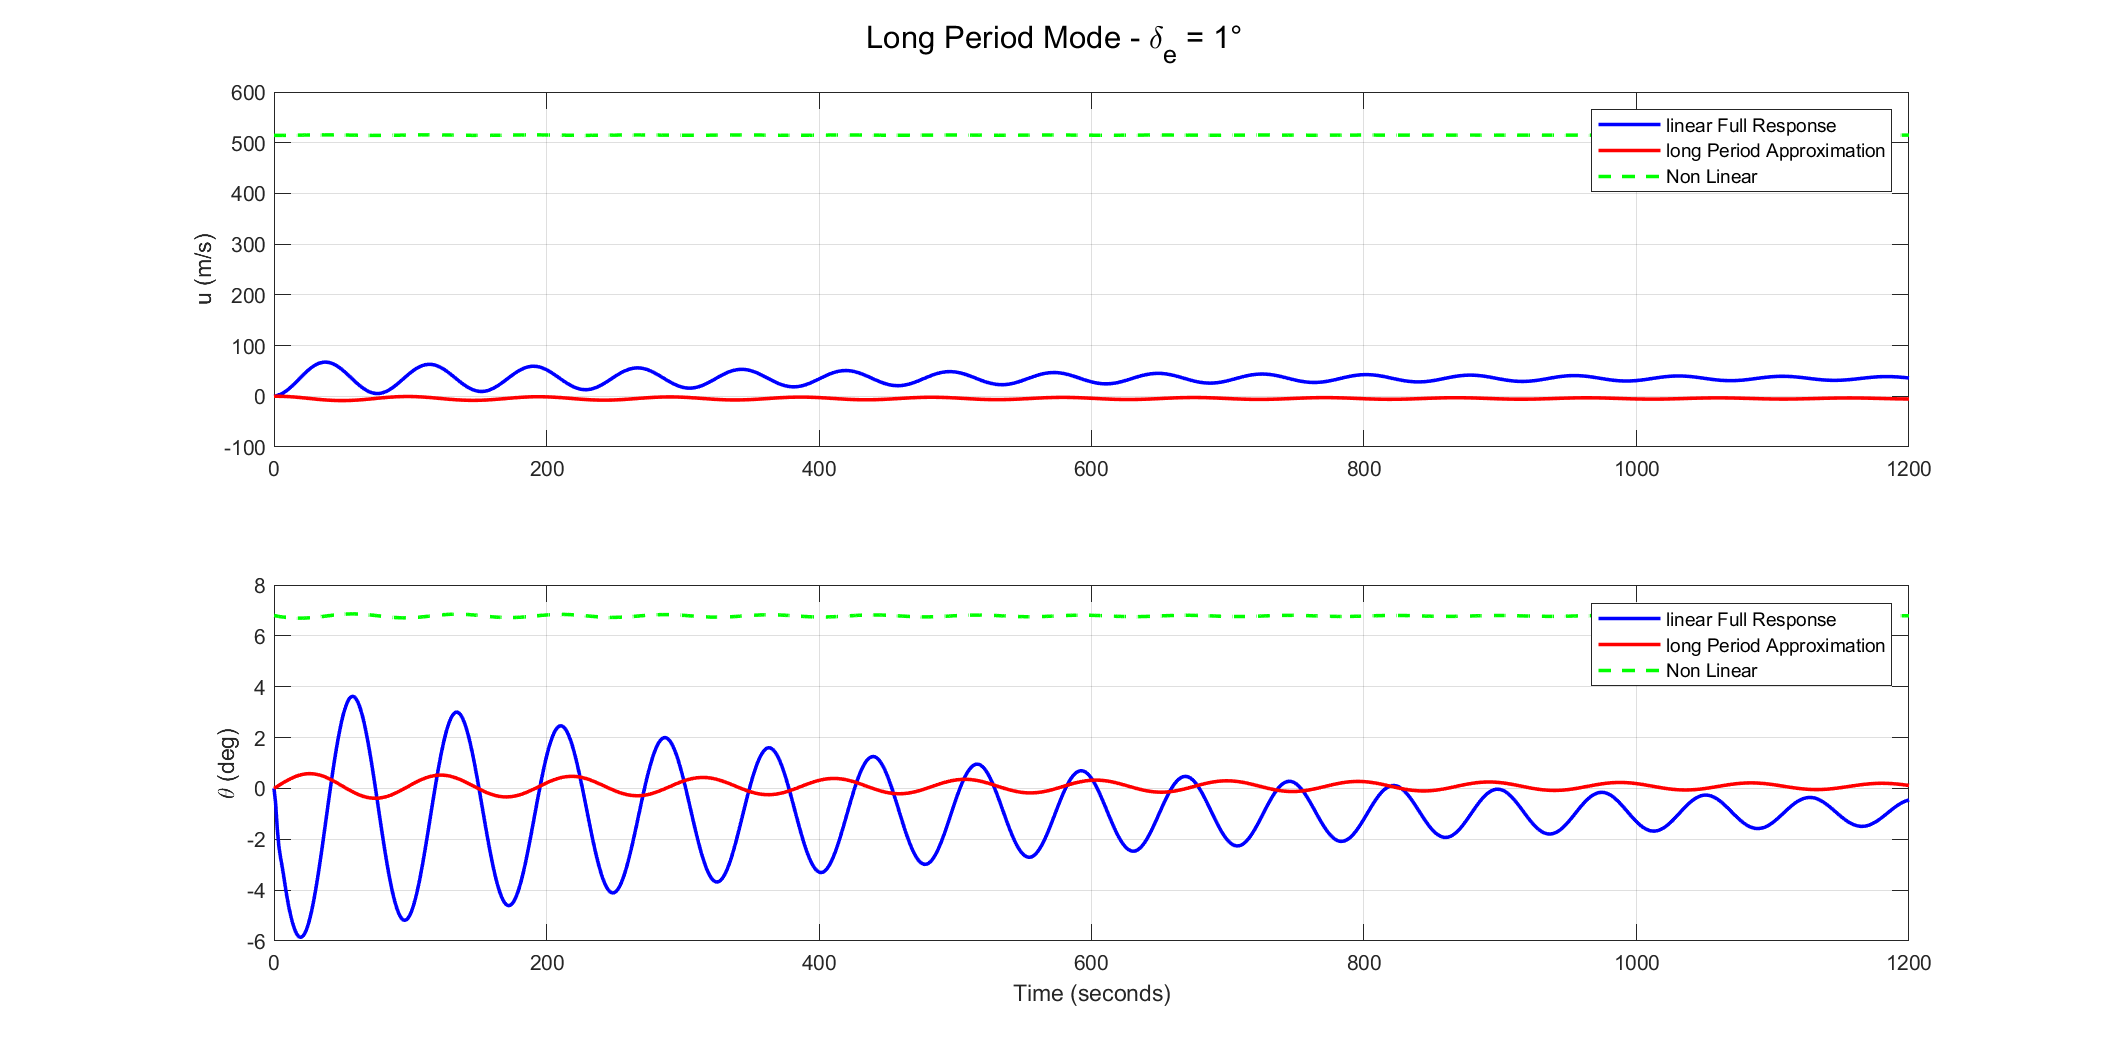 Long Period Mode - δe = 1°
600
500
400
300
200
100
0
-100
u (m/s)
linear Full Response
long Period Approximation
Non Linear
0 200 400 600 800 1000 1200
8
6
4
2
0
-2
-4
-6
θ (deg)
linear Full Response
long Period Approximation
Non Linear
0 200 400 600 800 1000 1200
Time (seconds)